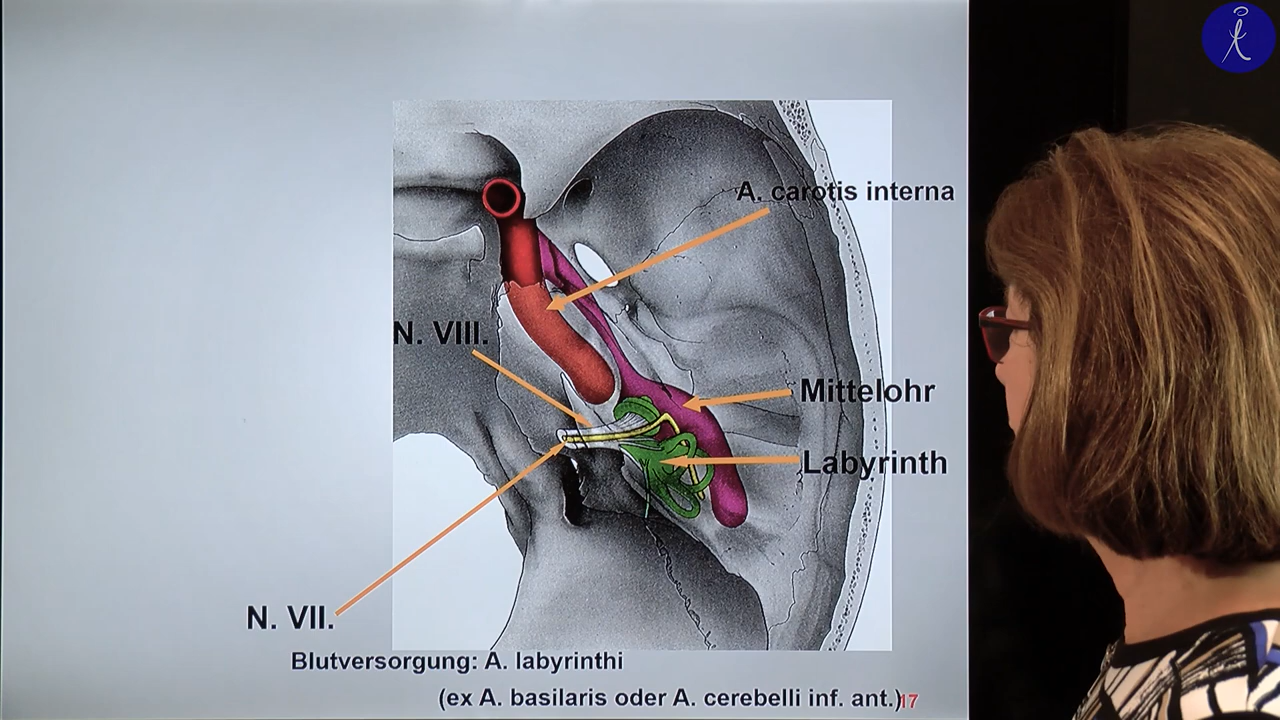 A. carotis interna
N. VIII.
Mittelohr
Labyrinth
N. VII.
Blutversorgung: A. labyrinthi
(ex A. basilaris oder A. cerebelli inf. ant.)
17